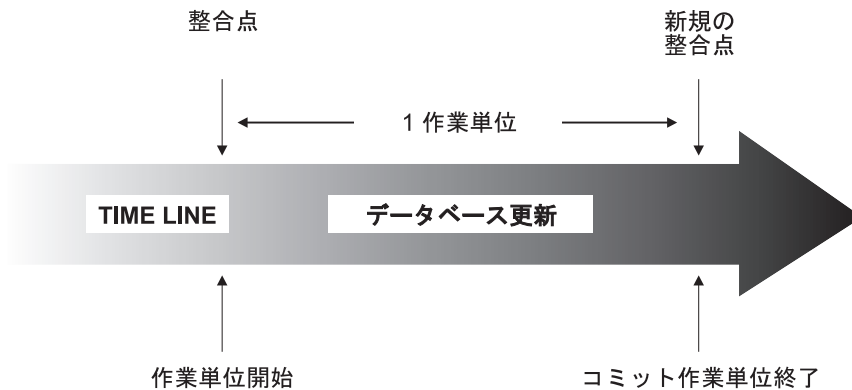 整合点
新規の
整合点
1 作業単位
TIME LINE
データベース更新
作業単位開始
コミット作業単位終了